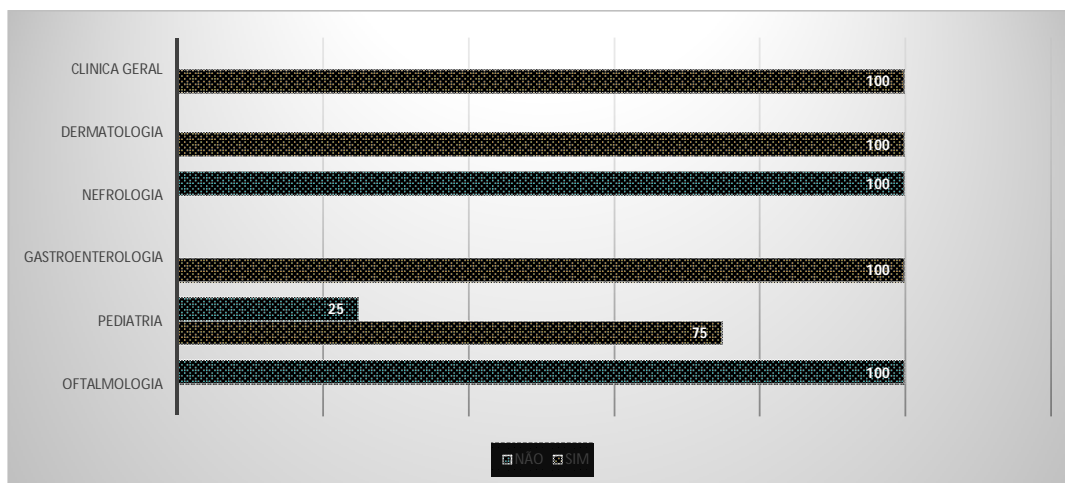 CLINICA GERAL
100
DERMATOLOGIA
100
100
NEFROLOGIA
GASTROENTEROLOGIA
100
25
PEDIATRIA
75
100
OFTALMOLOGIA
NÃO SIM